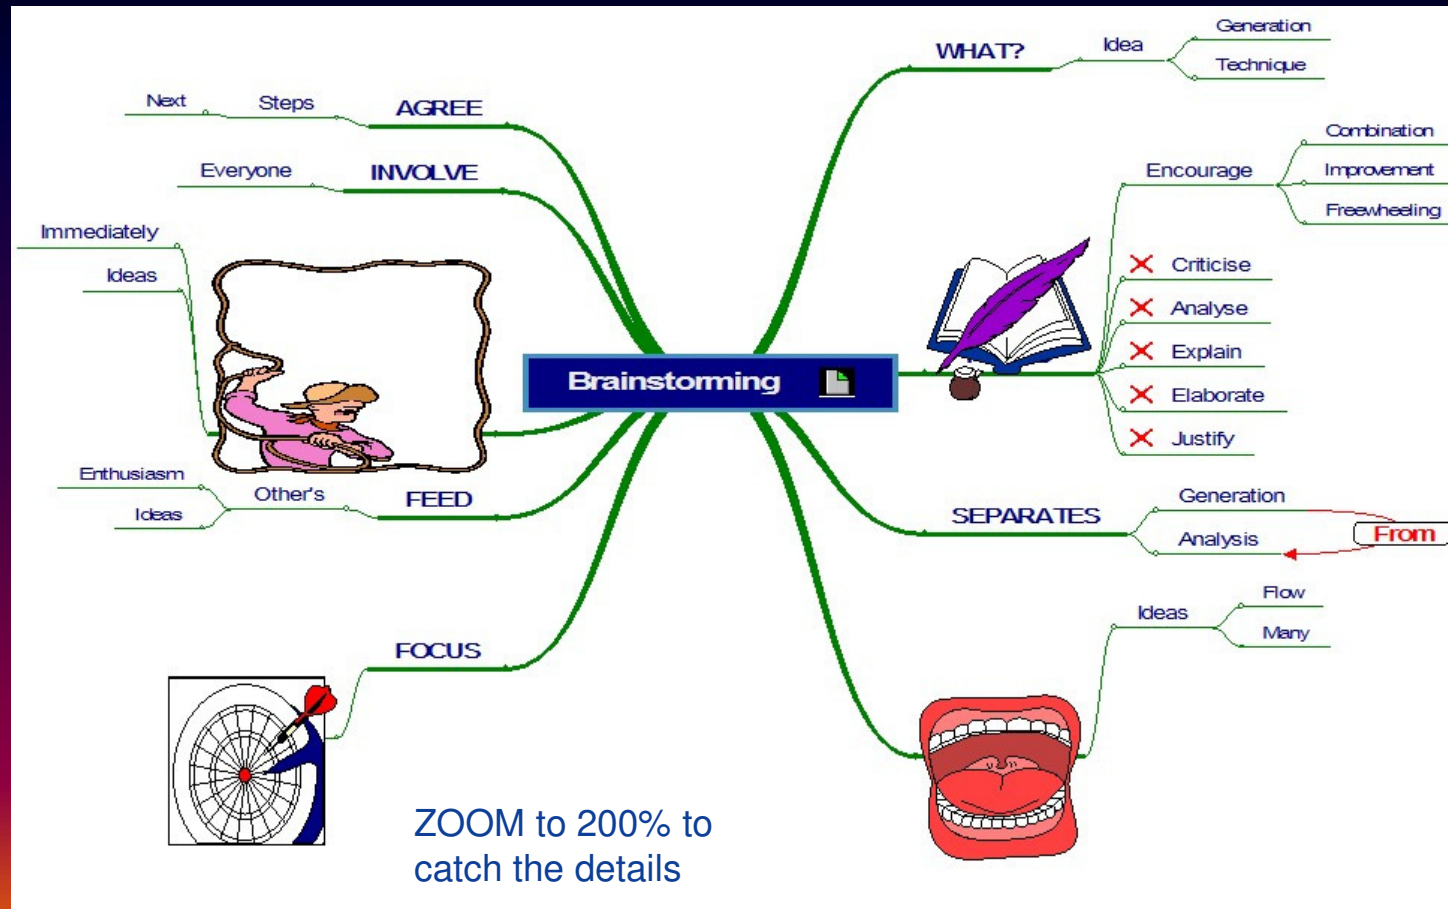 WHAT?
Idea
Generation
Technique
Encourage
Combination
Improvement
Freewheeling
Criticise
Analyse
Explain
Elaborate
Justify
SEPARATES
Generation
Analysis
From
Ideas
Flow
Many
Brainstorming
AGREE
Steps
Next
INVOLVE
Everyone
Immediately
Ideas
FEED
Other's
Enthusiasm
Ideas
FOCUS
ZOOM to 200% to
catch the details